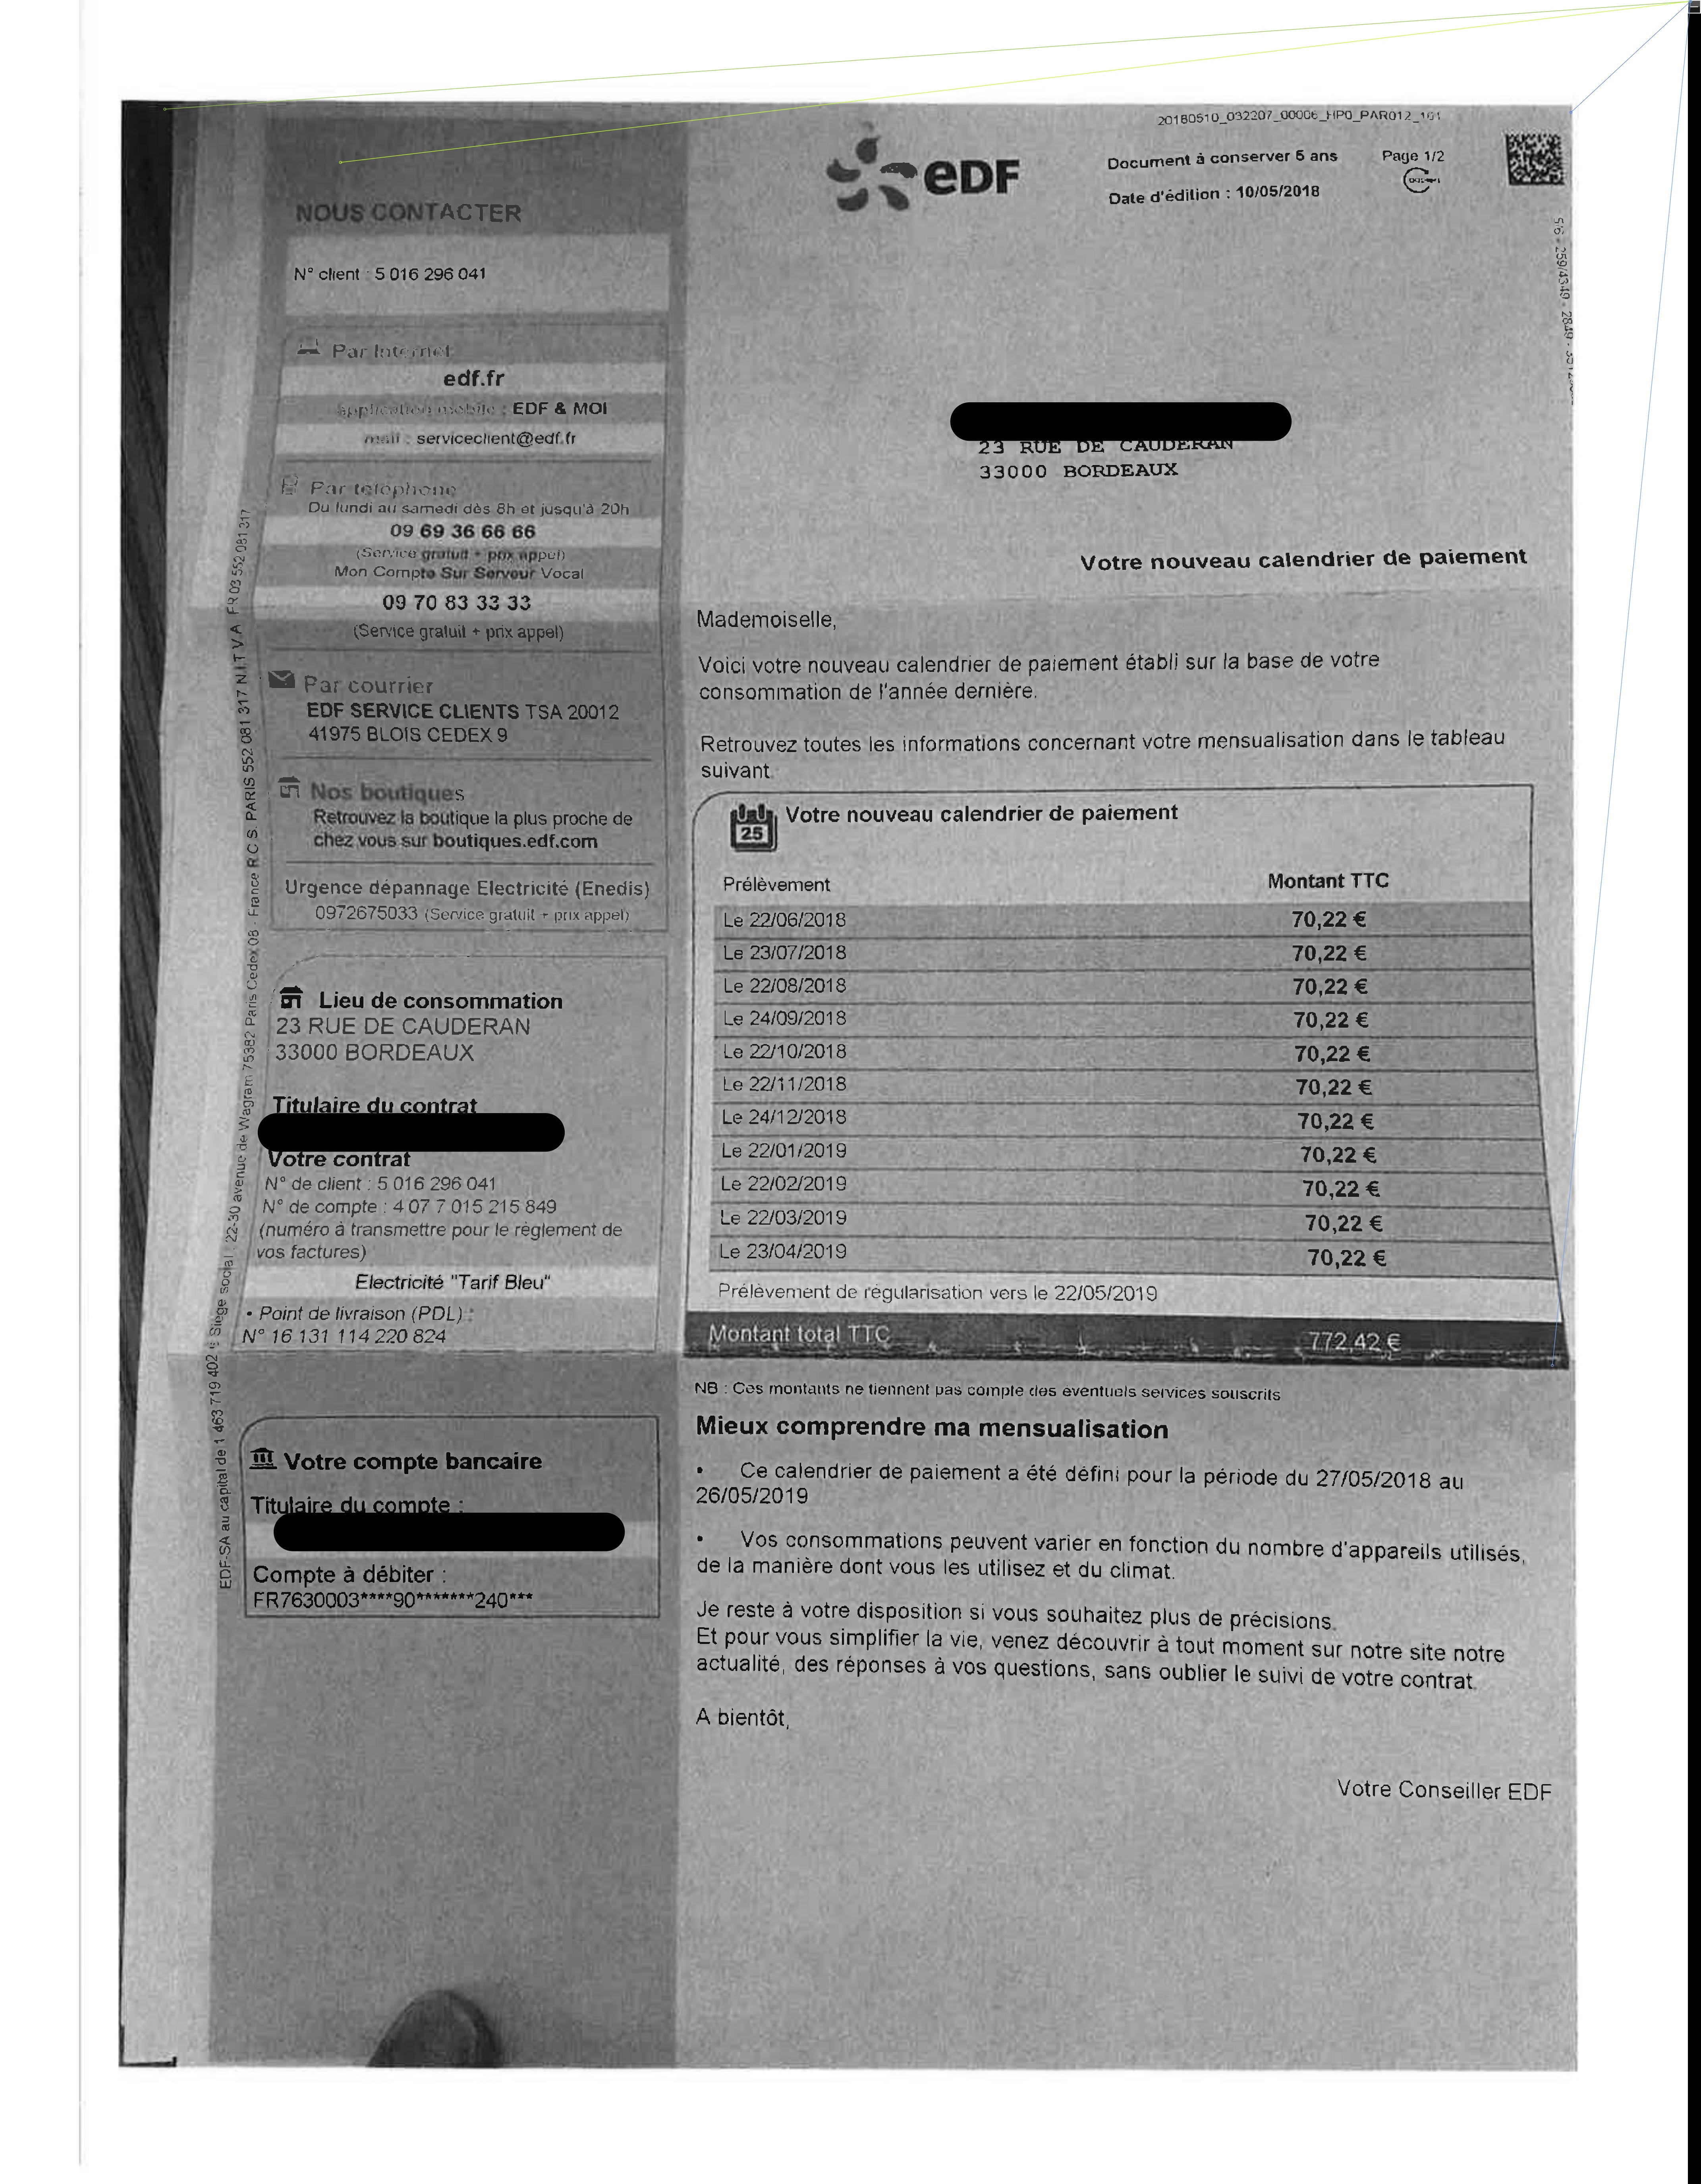 20180510_032207_00006_HP0_PAR012_101
eDF
Document à conserver 5 ans
Page 1/2
Date d'édition : 10/05/2018
NOUS CONTACTER
N° client : 5 016 296 041
Par Internet
edf.fr
application mobile : EDF & MOI
mail : serviceclient@edf.fr
Par téléphone
Du lundi au samedi dès 8h et jusqu'à 20h
09 69 36 66 66
(Service gratuit + prix appel)
Mon Compte Sur Serveur Vocal
09 70 83 33 33
(Service gratuit + prix appel)
Par courrier
EDF SERVICE CLIENTS TSA 20012
41975 BLOIS CEDEX 9
Nos boutiques
Retrouvez la boutique la plus proche de
chez vous sur boutiques.edf.com
Urgence dépannage Electricité (Enedis)
0972675033 (Service gratuit + prix appel)
Lieu de consommation
23 RUE DE CAUDERAN
33000 BORDEAUX
Titulaire du contrat
Votre contrat
N° de client : 5 016 296 041
N° de compte : 4 07 7 015 215 849
(numéro à transmettre pour le règlement de
vos factures)
Electricité "Tarif Bleu"
• Point de livraison (PDL) :
N° 16 131 114 220 824
Votre compte bancaire
Titulaire du compte :
Compte à débiter :
FR7630003****90*******240***
EDF-SA au capital de 1 463 719 402 € Siège social : 22-30 avenue de Wagram 75382 Paris Cedex 08 - France R.C.S. PARIS 552 081 317 N.I.T.V.A FR 03 552 081 317
23 RUE DE CAUDERAN
33000 BORDEAUX
Votre nouveau calendrier de paiement
Mademoiselle,
Voici votre nouveau calendrier de paiement établi sur la base de votre
consommation de l'année dernière.
Retrouvez toutes les informations concernant votre mensualisation dans le tableau
suivant.
25
Votre nouveau calendrier de paiement
Prélèvement Montant TTC
Le 22/06/2018 70,22 €
Le 23/07/2018 70,22 €
Le 22/08/2018 70,22 €
Le 24/09/2018 70,22 €
Le 22/10/2018 70,22 €
Le 22/11/2018 70,22 €
Le 24/12/2018 70,22 €
Le 22/01/2019 70,22 €
Le 22/02/2019 70,22 €
Le 22/03/2019 70,22 €
Le 23/04/2019 70,22 €
Prélèvement de régularisation vers le 22/05/2019
Montant total TTC 772,42 €
NB : Ces montants ne tiennent pas compte des éventuels services souscrits
Mieux comprendre ma mensualisation
• Ce calendrier de paiement a été défini pour la période du 27/05/2018 au
26/05/2019
• Vos consommations peuvent varier en fonction du nombre d'appareils utilisés,
de la manière dont vous les utilisez et du climat.
Je reste à votre disposition si vous souhaitez plus de précisions.
Et pour vous simplifier la vie, venez découvrir à tout moment sur notre site notre
actualité, des réponses à vos questions, sans oublier le suivi de votre contrat.
A bientôt,
Votre Conseiller EDF